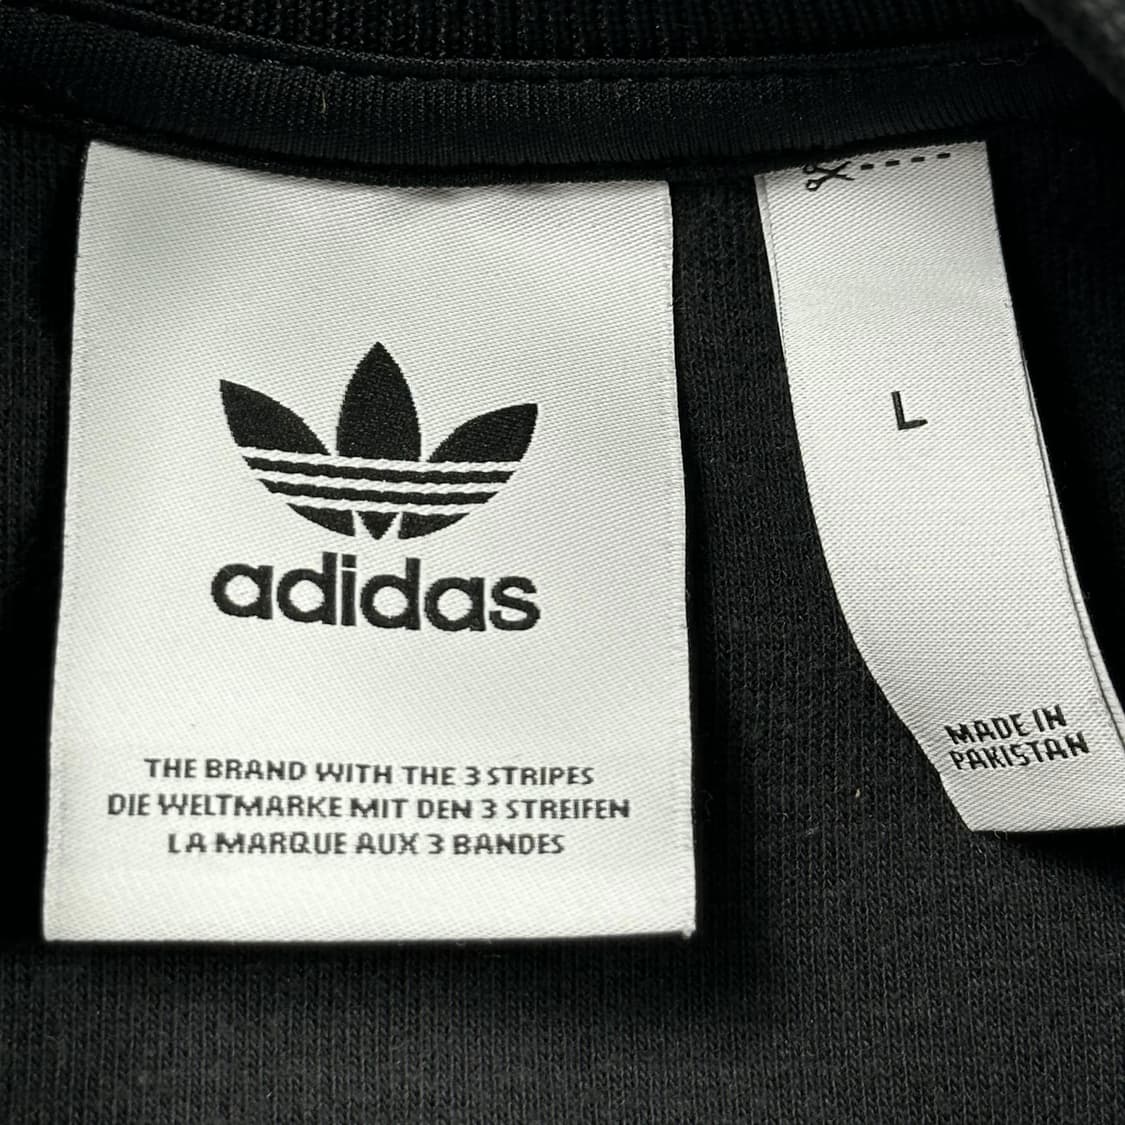 adidas
THE BRAND WITH THE 3 STRIPES
DIE WELTMARKE MIT DEN 3 STREIFEN
LA MARQUE AUX 3 BANDES
L
MADE IN
PAKISTAN